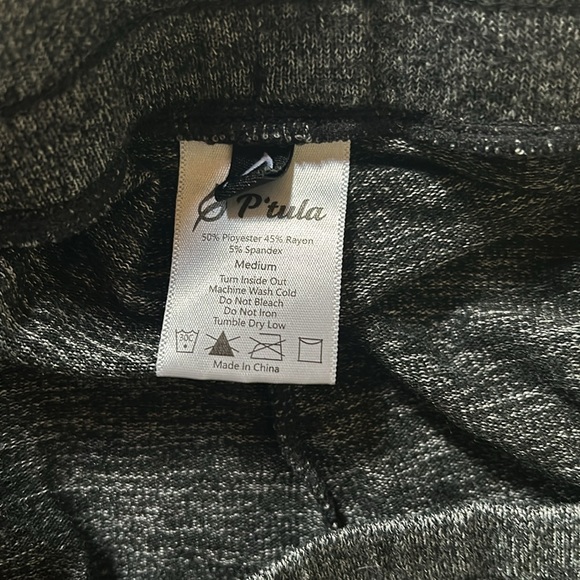 P'tula
50% Ployester 45% Rayon
5% Spandex
Medium
Turn Inside Out
Machine Wash Cold
Do Not Bleach
Do Not Iron
Tumble Dry Low
30C
Made In China